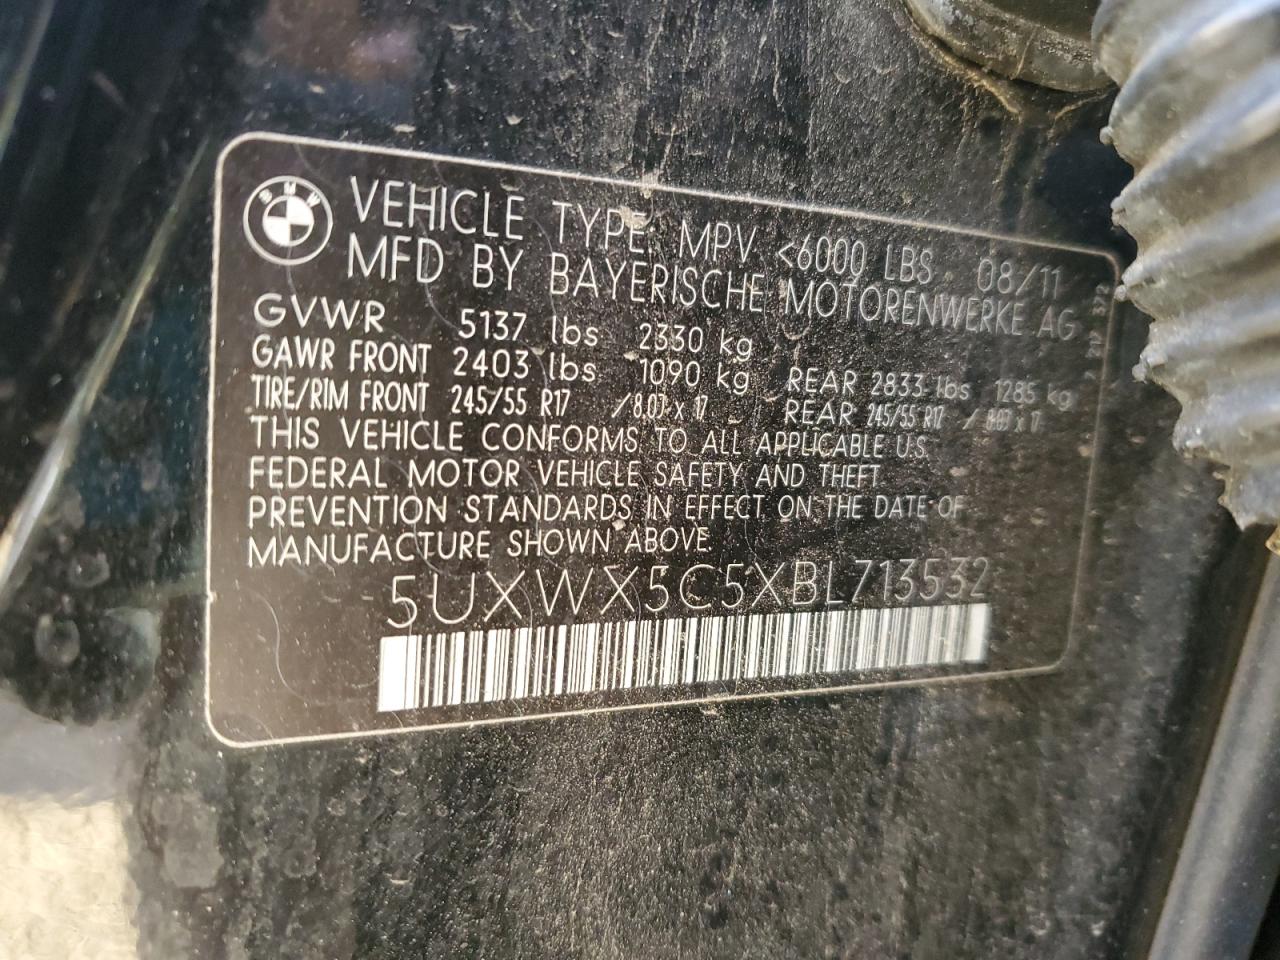 BMW
VEHICLE TYPE: MPV <6000 LBS 08/11
MFD BY BAYERISCHE MOTORENWERKE AG
GVWR 5137 lbs 2330 kg
GAWR FRONT 2403 lbs 1090 kg REAR 2833 lbs 1285 kg
TIRE/RIM FRONT 245/55 R17 /8.0J x 17 REAR 245/55 R17 / 8.0J x 17
THIS VEHICLE CONFORMS TO ALL APPLICABLE U.S.
FEDERAL MOTOR VEHICLE SAFETY AND THEFT
PREVENTION STANDARDS IN EFFECT ON THE DATE OF
MANUFACTURE SHOWN ABOVE.
5UXWX5C5XBL713532